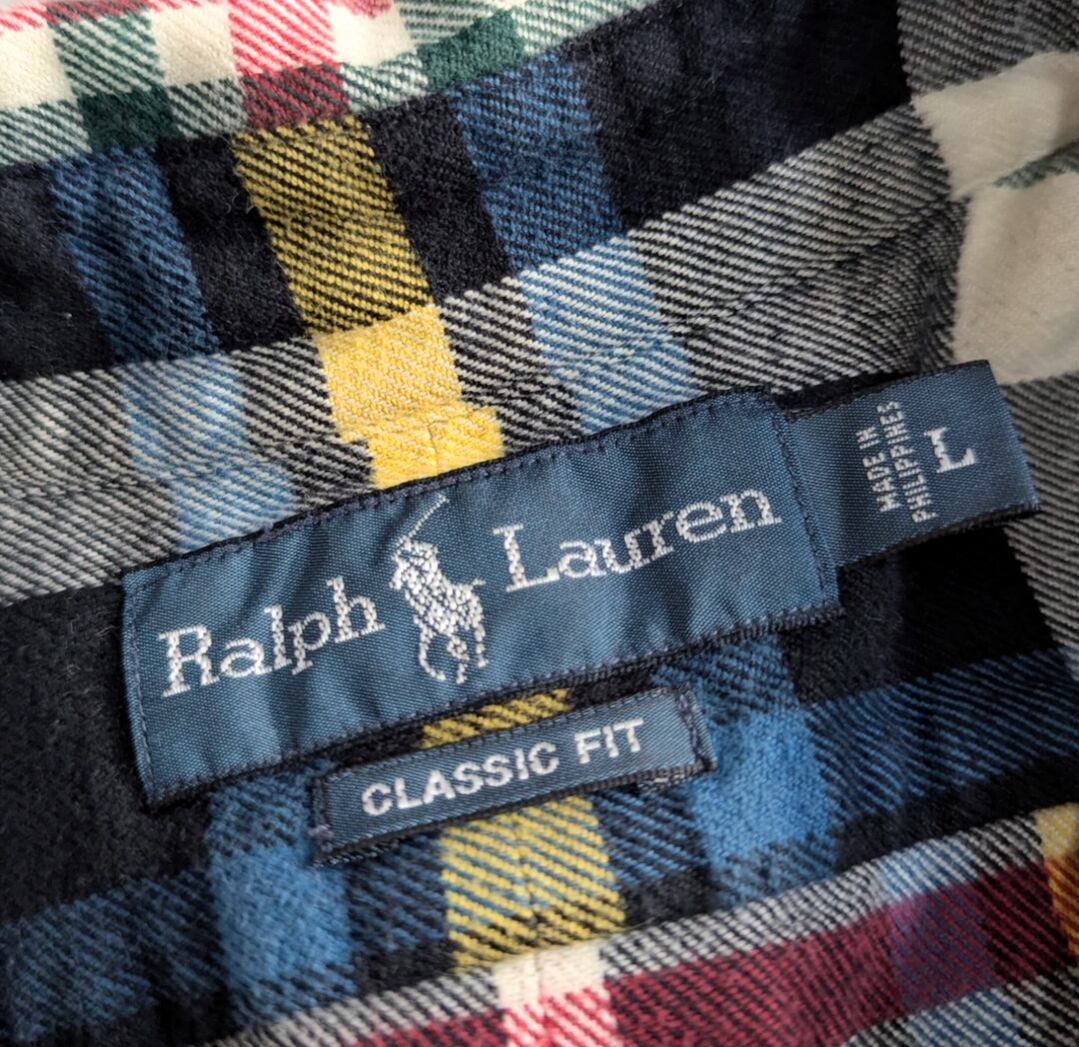 Ralph Lauren
MADE IN
PHILIPPINES
L
CLASSIC FIT